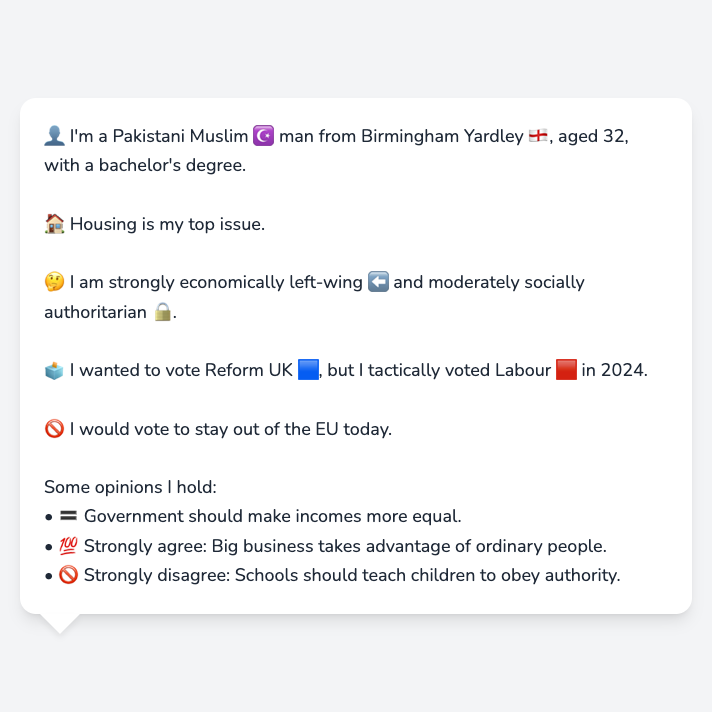 👤 I'm a Pakistani Muslim ☪️ man from Birmingham Yardley 🏴󠁧󠁢󠁥󠁮󠁧󠁿, aged 32,
with a bachelor's degree.
🏠 Housing is my top issue.
🤔 I am strongly economically left-wing ⬅️ and moderately socially
authoritarian 🔒.
🗳️ I wanted to vote Reform UK 🟦, but I tactically voted Labour 🟥 in 2024.
🚫 I would vote to stay out of the EU today.
Some opinions I hold:
• 🟰 Government should make incomes more equal.
• 💯 Strongly agree: Big business takes advantage of ordinary people.
• 🚫 Strongly disagree: Schools should teach children to obey authority.